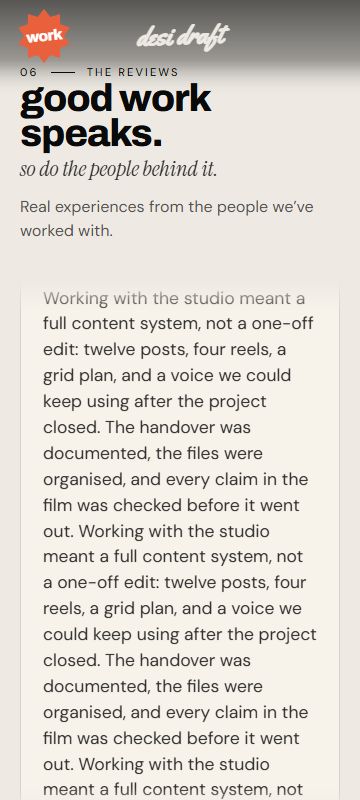 work
desi draft
06 — THE REVIEWS
good work
speaks.
so do the people behind it.
Real experiences from the people we’ve
worked with.
Working with the studio meant a
full content system, not a one-off
edit: twelve posts, four reels, a
grid plan, and a voice we could
keep using after the project
closed. The handover was
documented, the files were
organised, and every claim in the
film was checked before it went
out. Working with the studio
meant a full content system, not
a one-off edit: twelve posts, four
reels, a grid plan, and a voice we
could keep using after the project
closed. The handover was
documented, the files were
organised, and every claim in the
film was checked before it went
out. Working with the studio
meant a full content system, not